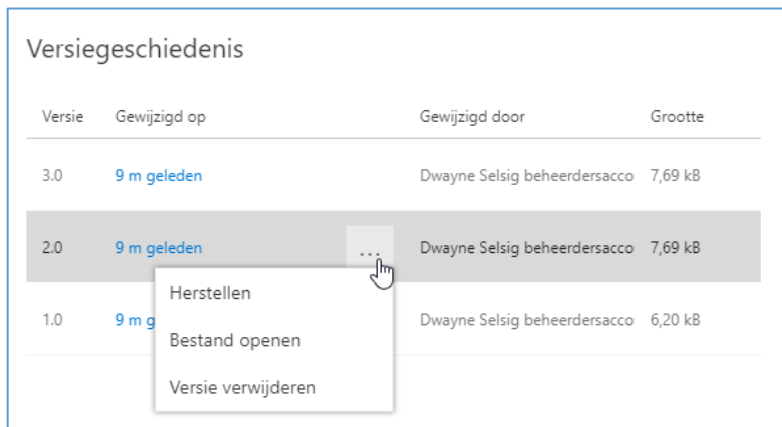 Versiegeschiedenis
Versie Gewijzigd op Gewijzigd door Grootte
3.0 9 m geleden Dwayne Selsig beheerdersacco 7,69 kB
2.0 9 m geleden ... Dwayne Selsig beheerdersacco 7,69 kB
Herstellen
1.0 9 m g Dwayne Selsig beheerdersacco 6,20 kB
Bestand openen
Versie verwijderen